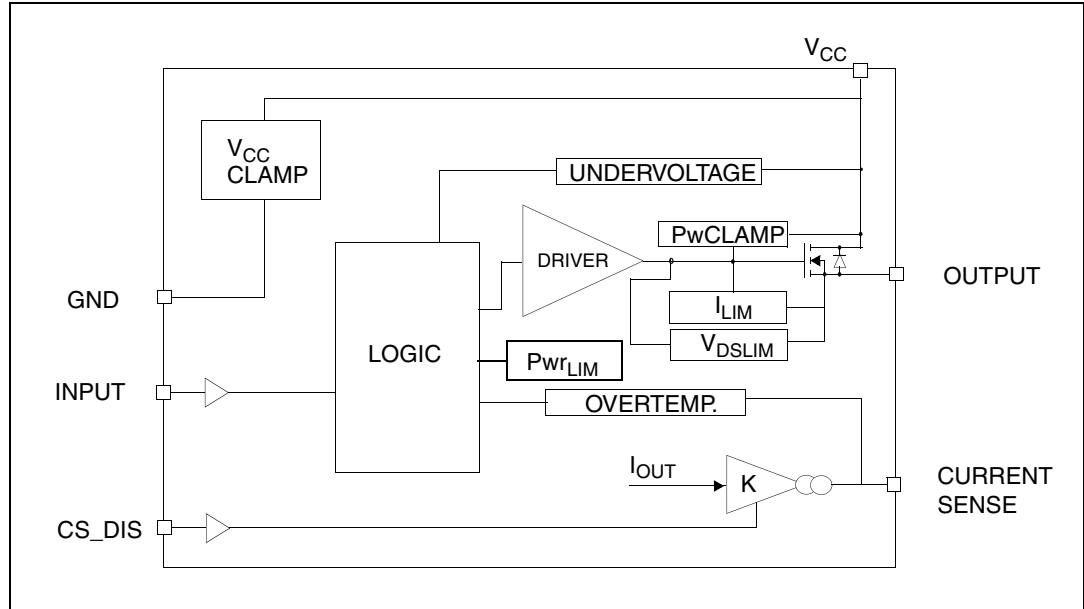 VCC
VCC
CLAMP
UNDERVOLTAGE
PwCLAMP
DRIVER
OUTPUT
GND
ILIM
LOGIC
VDSLIM
PwrLIM
INPUT
OVERTEMP.
IOUT
K
CURRENT
SENSE
CS_DIS